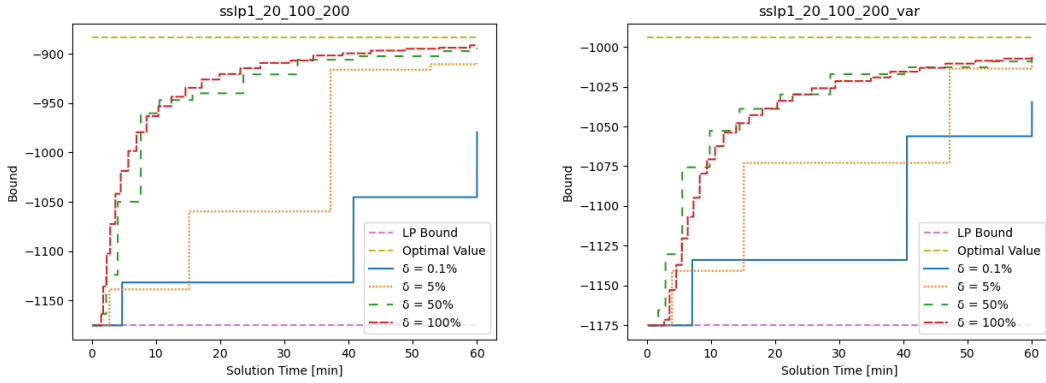 sslp1_20_100_200
Bound
−900
−950
−1000
−1050
−1100
−1150
LP Bound
Optimal Value
δ = 0.1%
δ = 5%
δ = 50%
δ = 100%
0 10 20 30 40 50 60
Solution Time [min]
sslp1_20_100_200_var
Bound
−1000
−1025
−1050
−1075
−1100
−1125
−1150
−1175
LP Bound
Optimal Value
δ = 0.1%
δ = 5%
δ = 50%
δ = 100%
0 10 20 30 40 50 60
Solution Time [min]